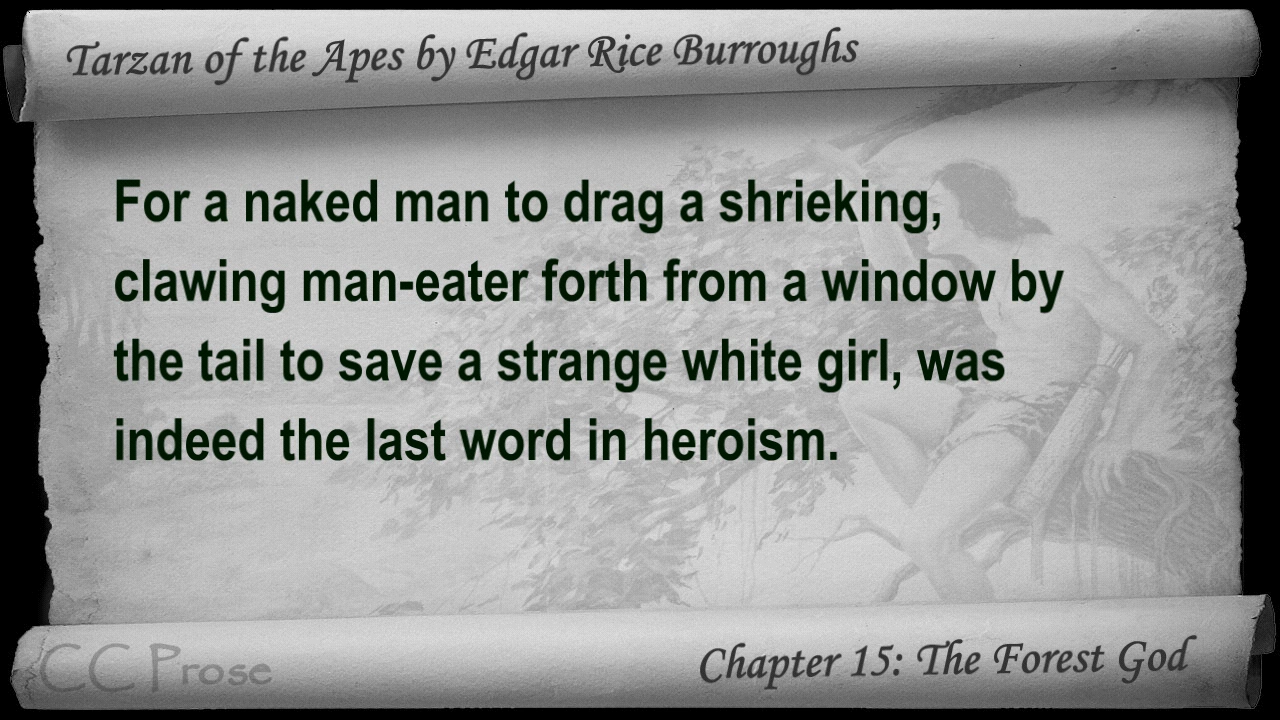 Tarzan of the Apes by Edgar Rice Burroughs
For a naked man to drag a shrieking,
clawing man-eater forth from a window by
the tail to save a strange white girl, was
indeed the last word in heroism.
CC Prose
Chapter 15: The Forest God